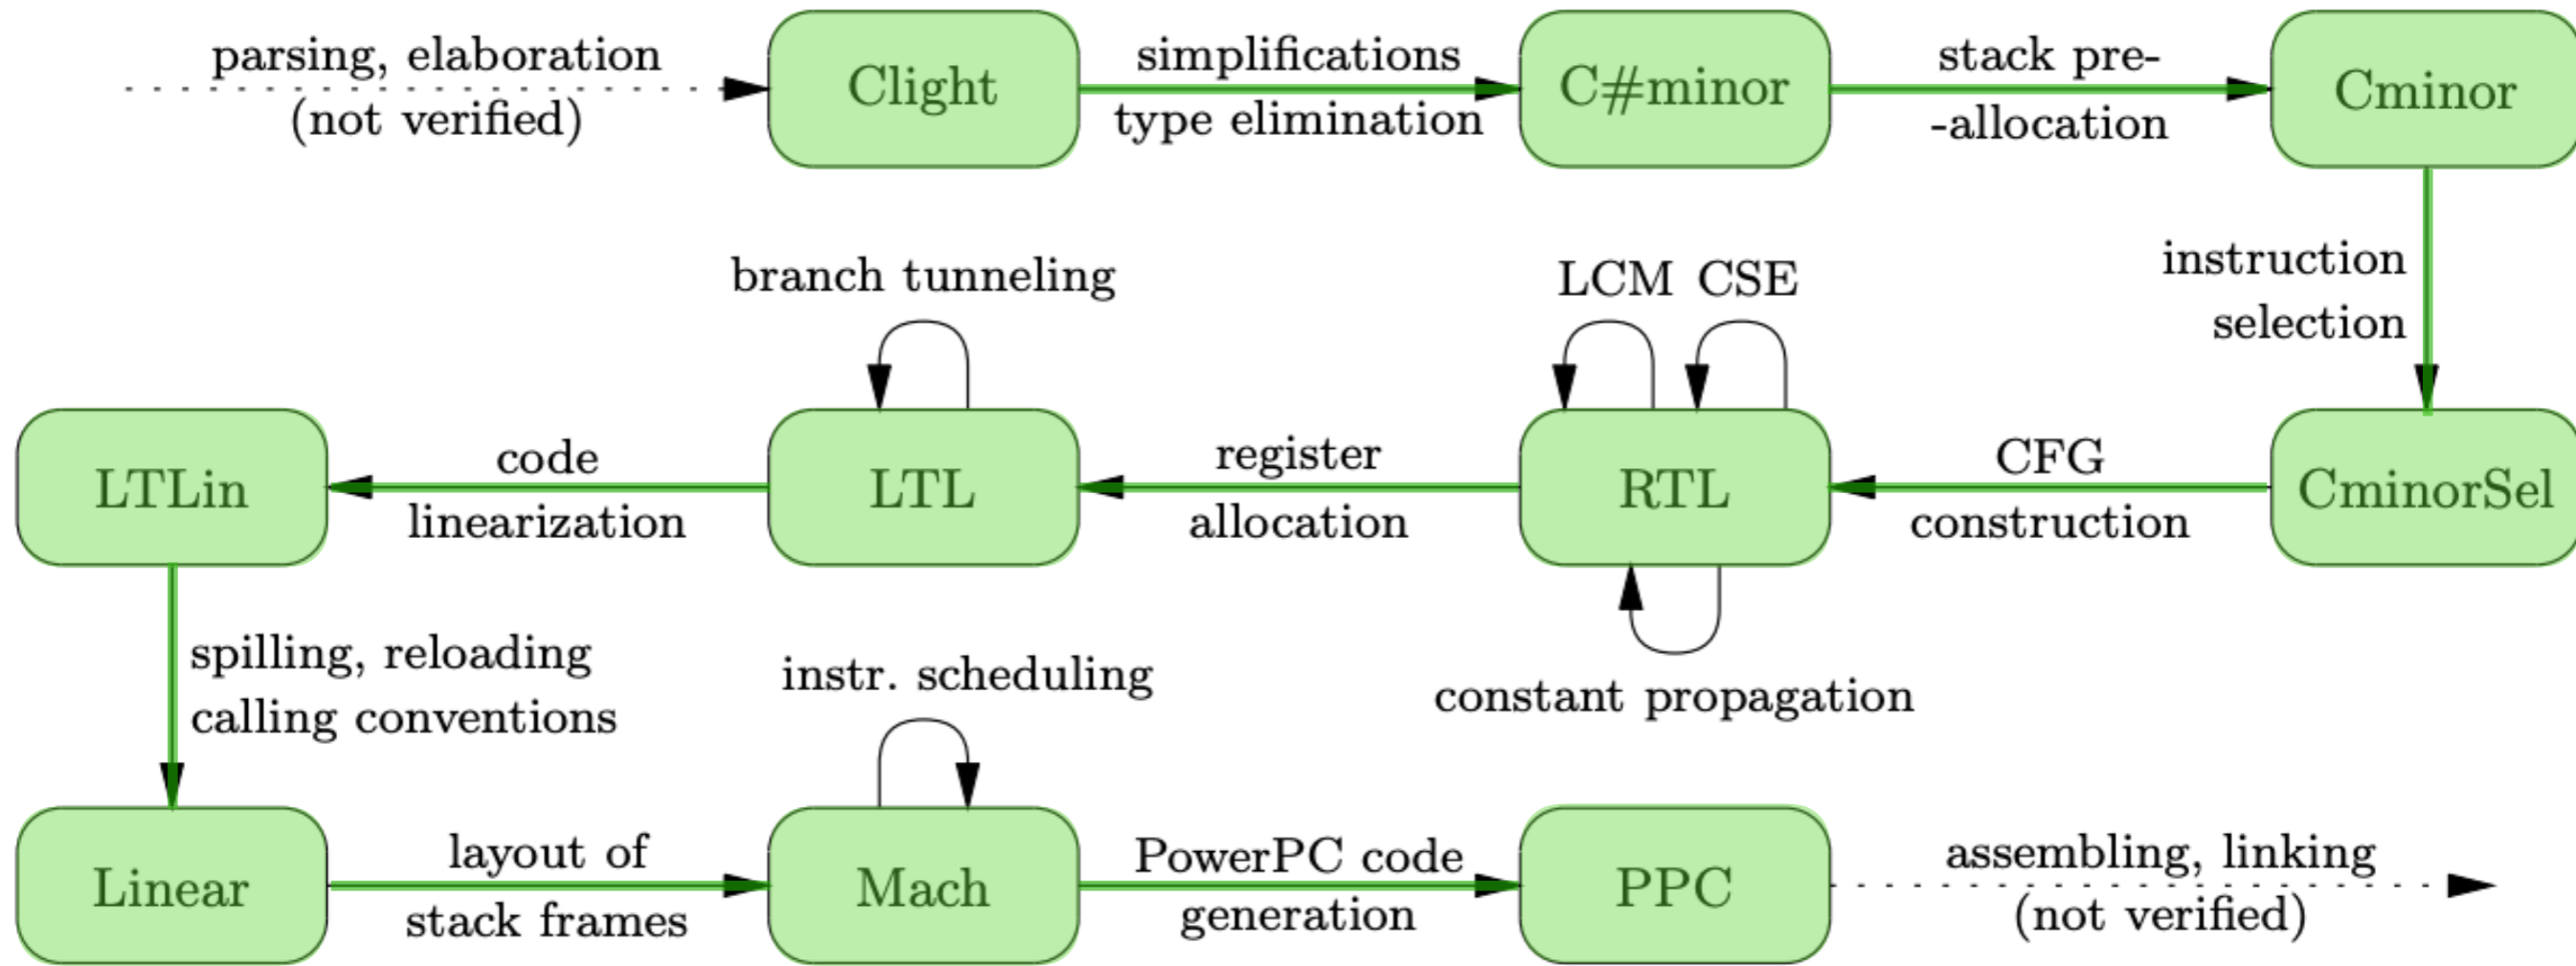 parsing, elaboration
(not verified)
Clight
simplifications
type elimination
C#minor
stack pre-
-allocation
Cminor
instruction
selection
branch tunneling
LCM CSE
LTLin
code
linearization
LTL
register
allocation
RTL
CFG
construction
CminorSel
spilling, reloading
calling conventions
instr. scheduling
constant propagation
Linear
layout of
stack frames
Mach
PowerPC code
generation
PPC
assembling, linking
(not verified)